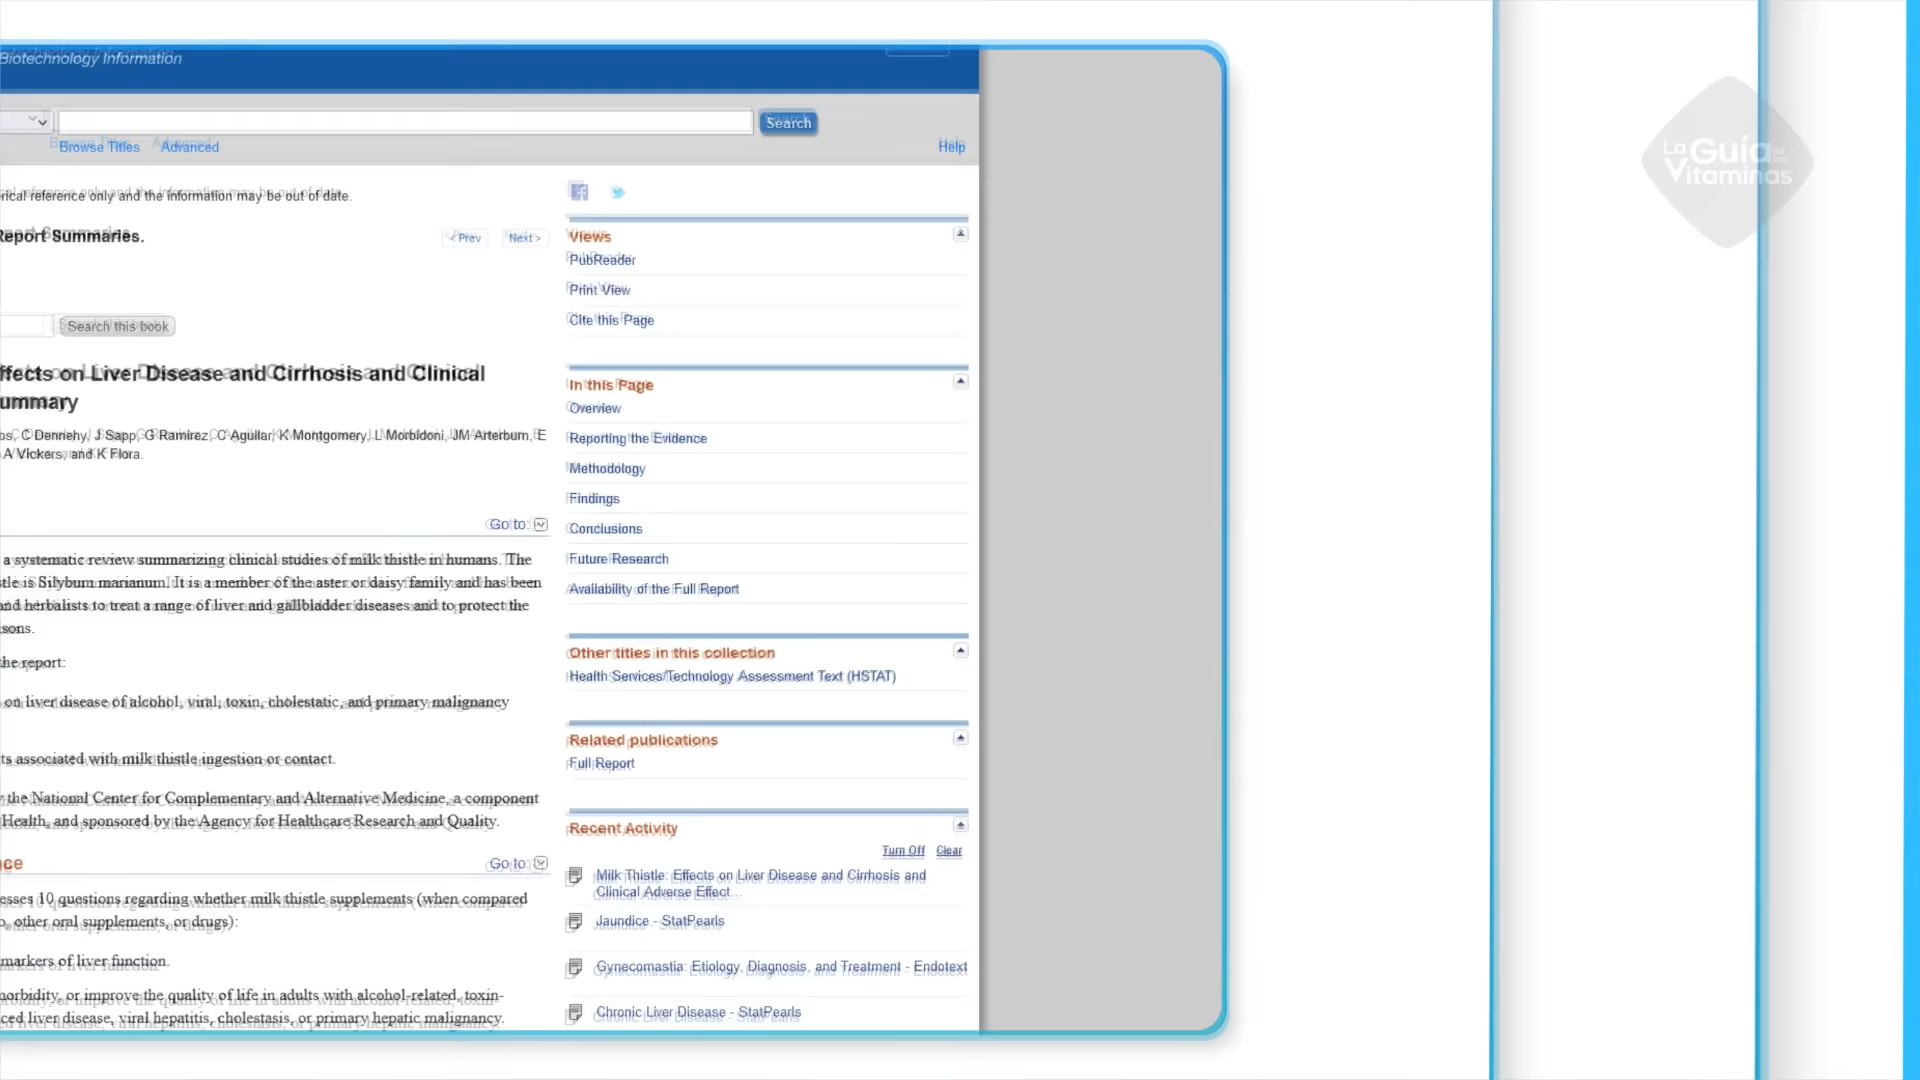 Biotechnology Information
Search
Browse Titles Advanced Help
rical reference only and the information may be out of date.
Report Summaries.
< Prev Next >
Search this book
ffects on Liver Disease and Cirrhosis and Clinical
ummary
os, C Dennehy, J Sapp, G Ramirez, C Aguilar, K Montgomery, L Morbidoni, JM Arterburn, E
A Vickers, and K Flora.
Go to:
a systematic review summarizing clinical studies of milk thistle in humans. The
tle is Silybum marianum. It is a member of the aster or daisy family and has been
and herbalists to treat a range of liver and gallbladder diseases and to protect the
sons.
he report:
on liver disease of alcohol, viral, toxin, cholestatic, and primary malignancy
ts associated with milk thistle ingestion or contact.
the National Center for Complementary and Alternative Medicine, a component
Health, and sponsored by the Agency for Healthcare Research and Quality.
ce
Go to:
esses 10 questions regarding whether milk thistle supplements (when compared
o, other oral supplements, or drugs):
markers of liver function.
morbidity, or improve the quality of life in adults with alcohol-related, toxin-
ced liver disease, viral hepatitis, cholestasis, or primary hepatic malignancy.
Views
PubReader
Print View
Cite this Page
In this Page
Overview
Reporting the Evidence
Methodology
Findings
Conclusions
Future Research
Availability of the Full Report
Other titles in this collection
Health Services/Technology Assessment Text (HSTAT)
Related publications
Full Report
Recent Activity
Turn Off Clear
Milk Thistle: Effects on Liver Disease and Cirrhosis and
Clinical Adverse Effect...
Jaundice - StatPearls
Gynecomastia: Etiology, Diagnosis, and Treatment - Endotext
Chronic Liver Disease - StatPearls
La Guía de las
Vitaminas